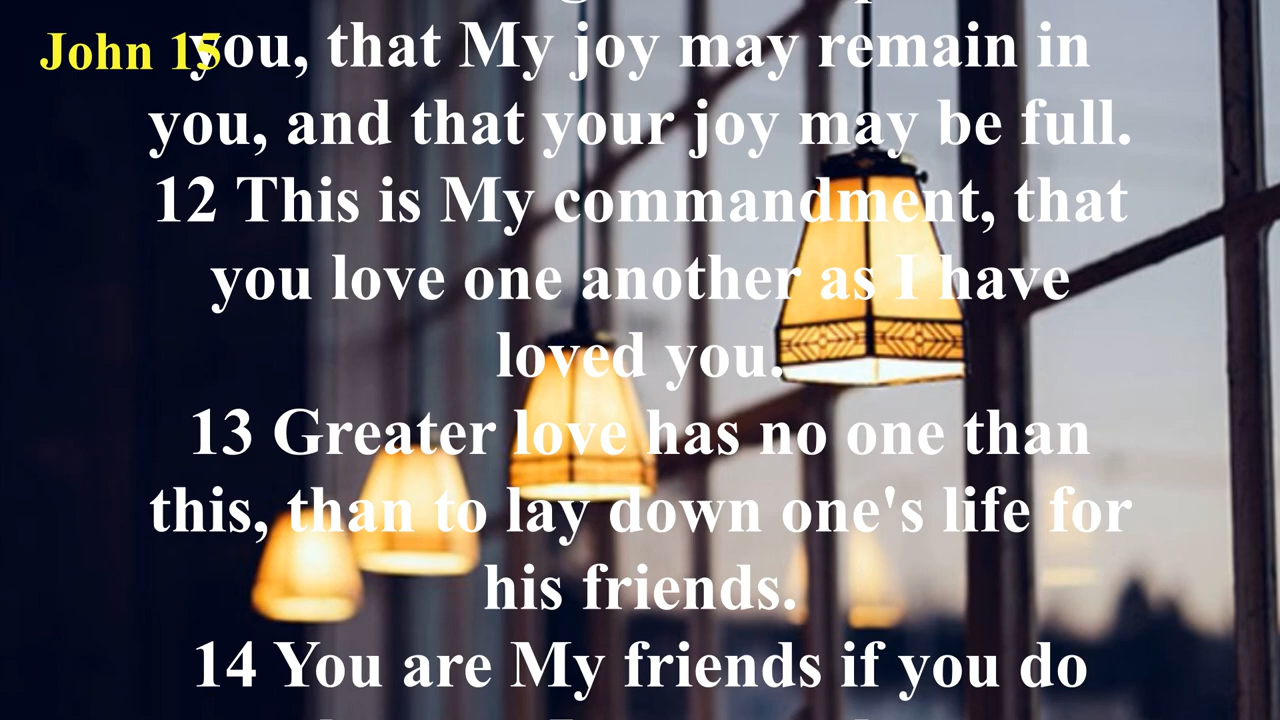 John 15
you, that My joy may remain in
you, and that your joy may be full.
12 This is My commandment, that
you love one another as I have
loved you.
13 Greater love has no one than
this, than to lay down one's life for
his friends.
14 You are My friends if you do